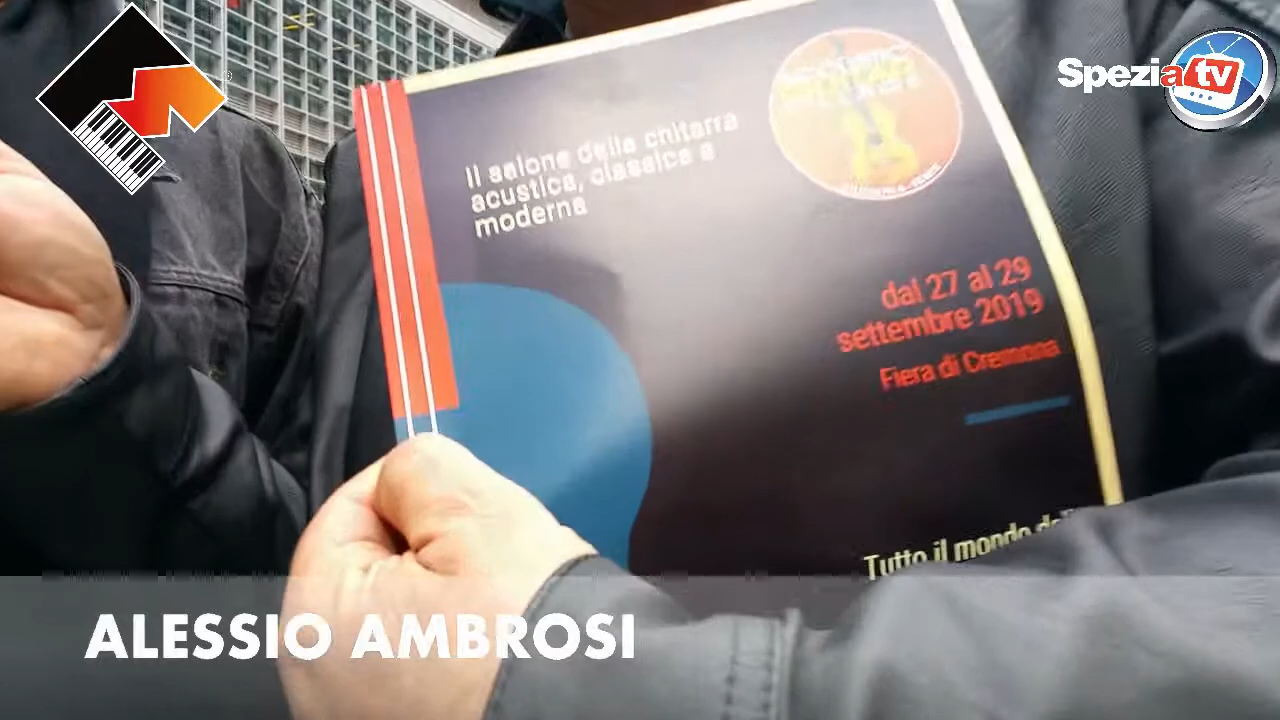 Spezia tv
Il salone della chitarra
acustica, classica e
moderna
dal 27 al 29
settembre 2019
Fiera di Cremona
Tutto il mondo
ALESSIO AMBROSI